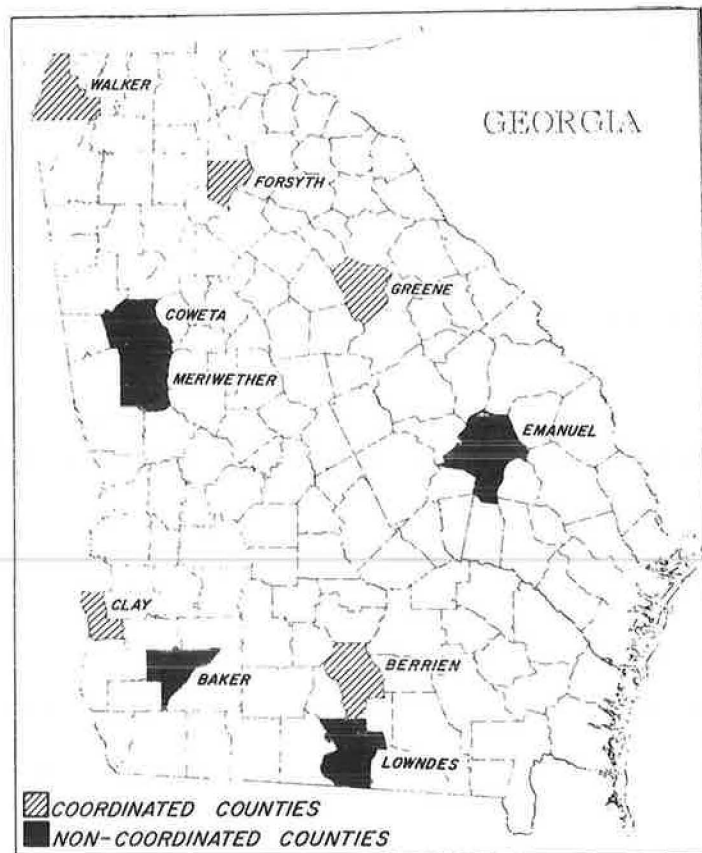 WALKER
GEORGIA
FORSYTH
GREENE
COWETA
MERIWETHER
EMANUEL
CLAY
BERRIEN
BAKER
LOWNDES
COORDINATED COUNTIES
NON-COORDINATED COUNTIES